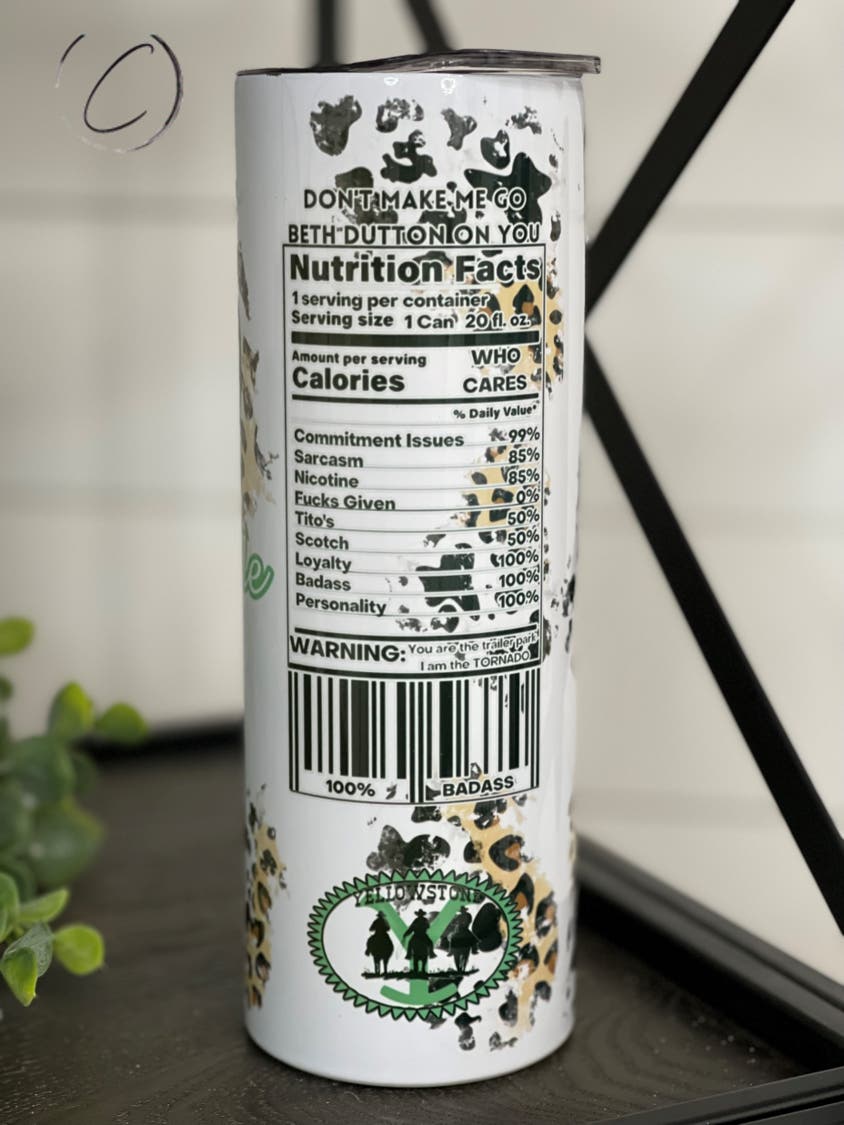 DON'T MAKE ME GO
BETH DUTTON ON YOU
Nutrition Facts
1 serving per container
Serving size 1 Can 20 fl. oz.
Amount per serving WHO
Calories CARES
% Daily Value*
Commitment Issues 99%
Sarcasm 85%
Nicotine 85%
Fucks Given 0%
Tito's 50%
Scotch 50%
Loyalty 100%
Badass 100%
Personality 100%
WARNING: You are the trailer park
I am the TORNADO
100% BADASS
YELLOWSTONE
Y